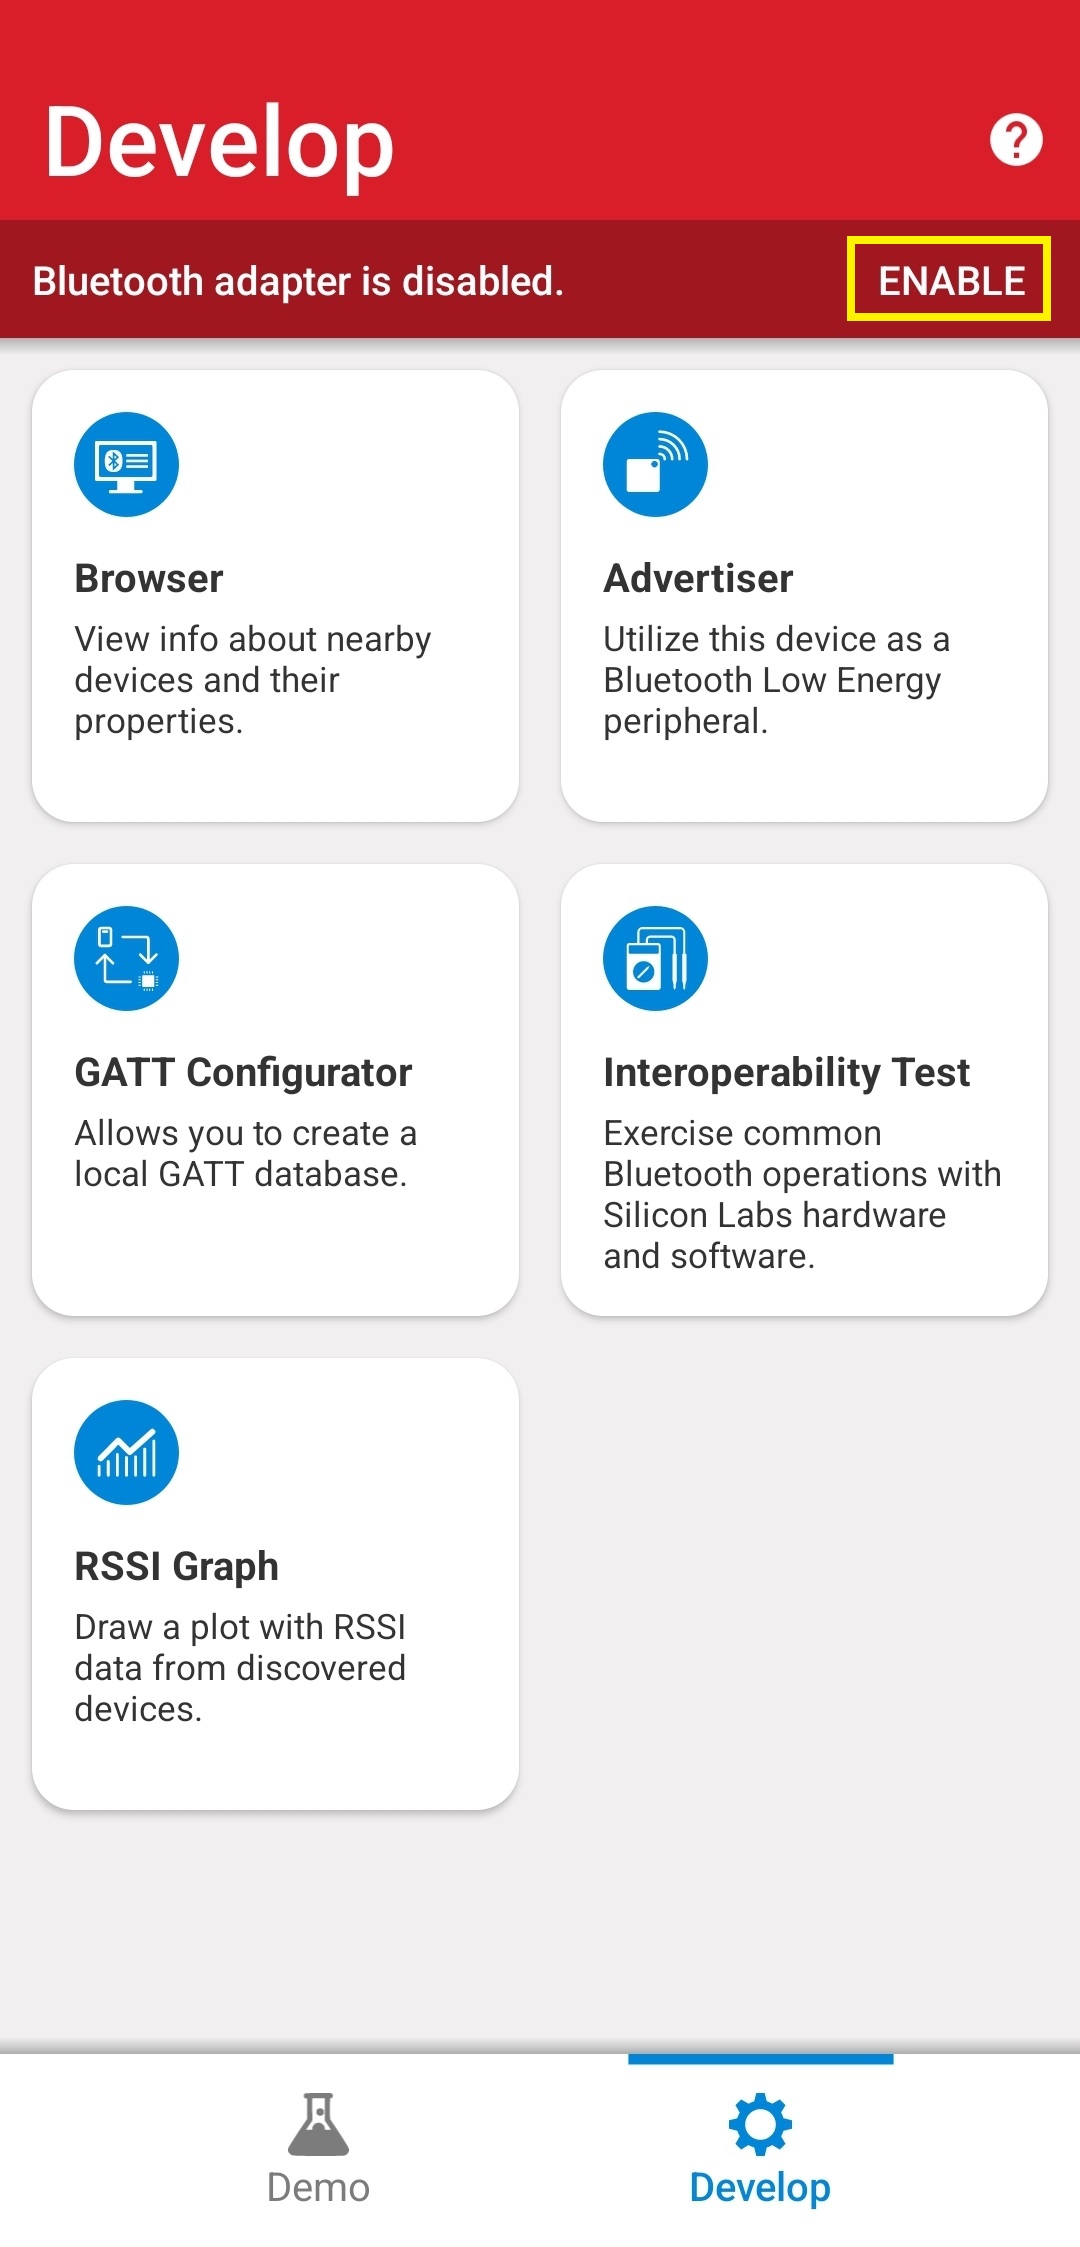 Develop
Bluetooth adapter is disabled.
ENABLE
Browser
View info about nearby
devices and their
properties.
Advertiser
Utilize this device as a
Bluetooth Low Energy
peripheral.
GATT Configurator
Allows you to create a
local GATT database.
Interoperability Test
Exercise common
Bluetooth operations with
Silicon Labs hardware
and software.
RSSI Graph
Draw a plot with RSSI
data from discovered
devices.
Demo
Develop